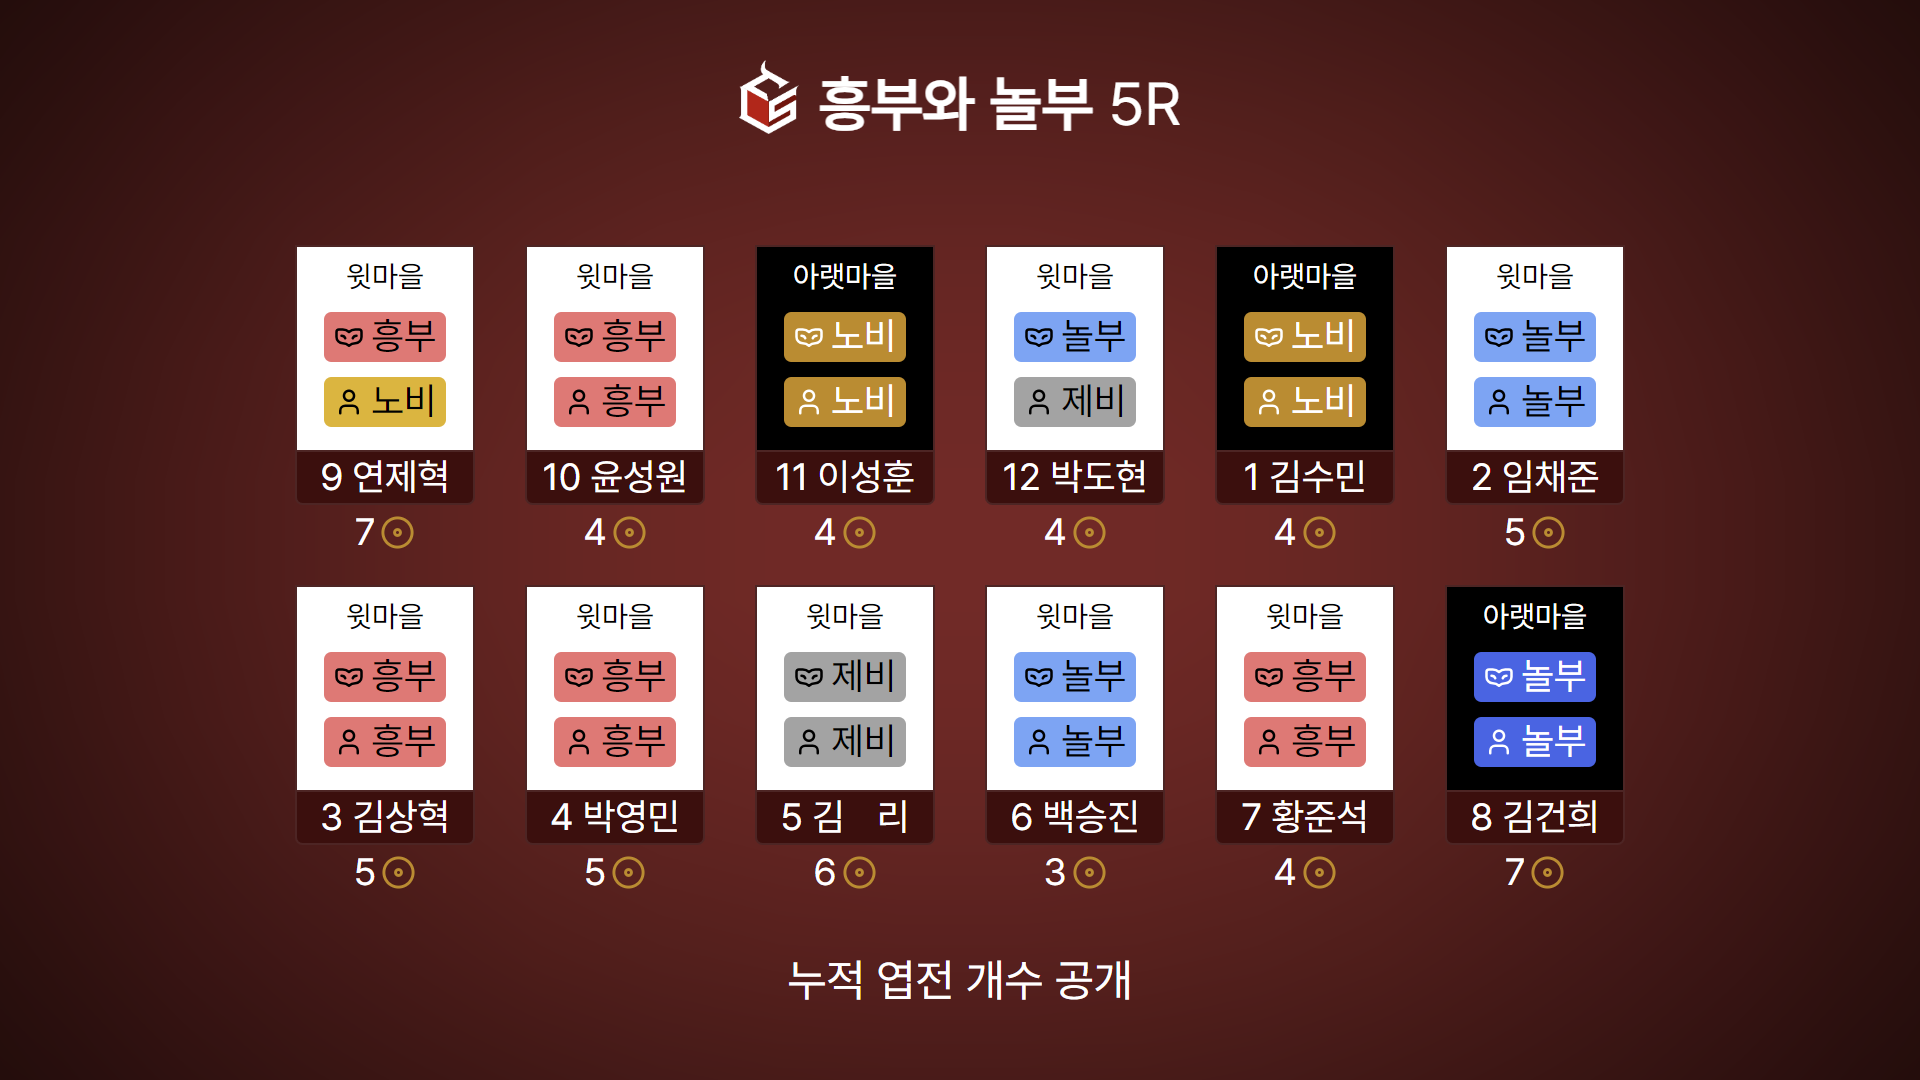 흥부와 놀부 5R
윗마을 윗마을 아랫마을 윗마을 아랫마을 윗마을
흥부 흥부 노비 놀부 노비 놀부
노비 흥부 노비 제비 노비 놀부
9 연제혁 10 윤성원 11 이성훈 12 박도현 1 김수민 2 임채준
7 4 4 4 4 5
윗마을 윗마을 윗마을 윗마을 윗마을 아랫마을
흥부 흥부 제비 놀부 흥부 놀부
흥부 흥부 제비 놀부 흥부 놀부
3 김상혁 4 박영민 5 김 리 6 백승진 7 황준석 8 김건희
5 5 6 3 4 7
누적 엽전 개수 공개